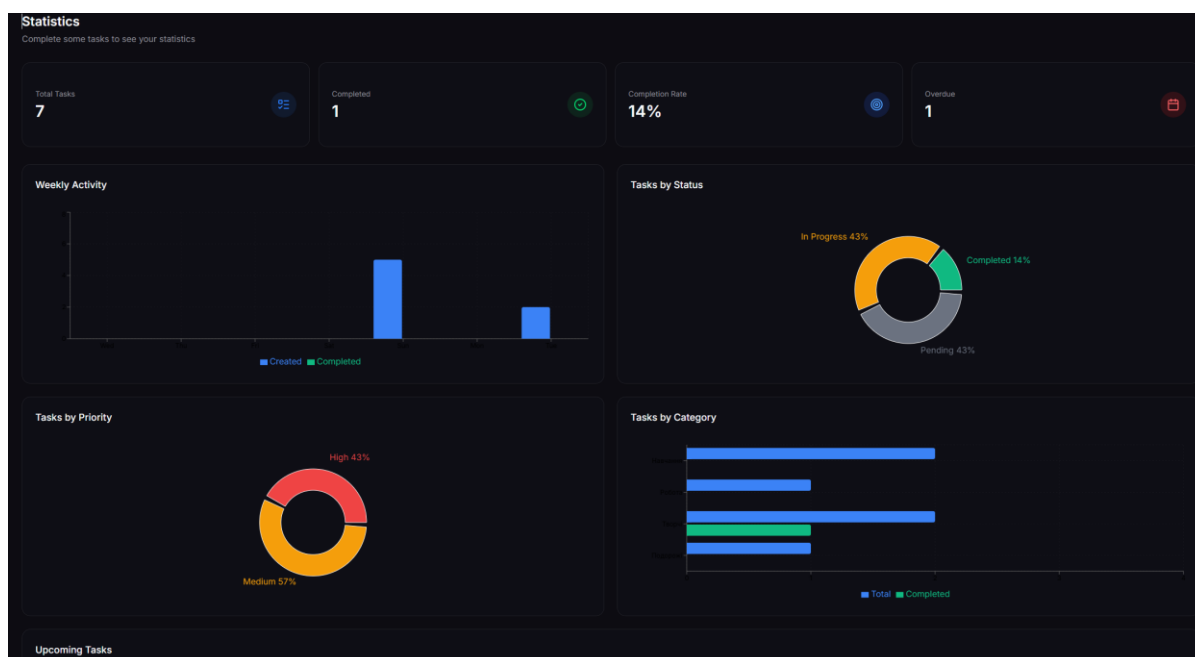 Statistics
Complete some tasks to see your statistics
Total Tasks
7
Completed
1
Completion Rate
14%
Overdue
1
Weekly Activity
Created
Completed
Tasks by Status
In Progress 43%
Completed 14%
Pending 43%
Tasks by Priority
High 43%
Medium 57%
Tasks by Category
Total
Completed
Upcoming Tasks